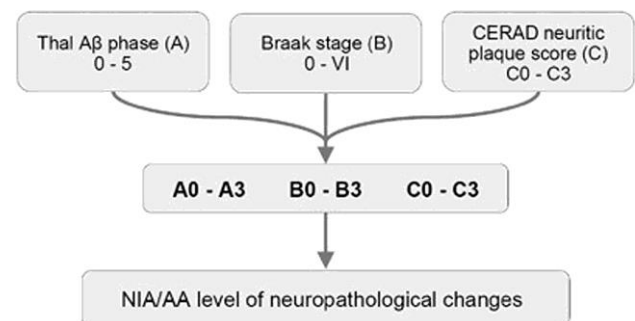 Thal Aβ phase (A)
0 - 5
Braak stage (B)
0 - VI
CERAD neuritic
plaque score (C)
C0 - C3
A0 - A3 B0 - B3 C0 - C3
NIA/AA level of neuropathological changes